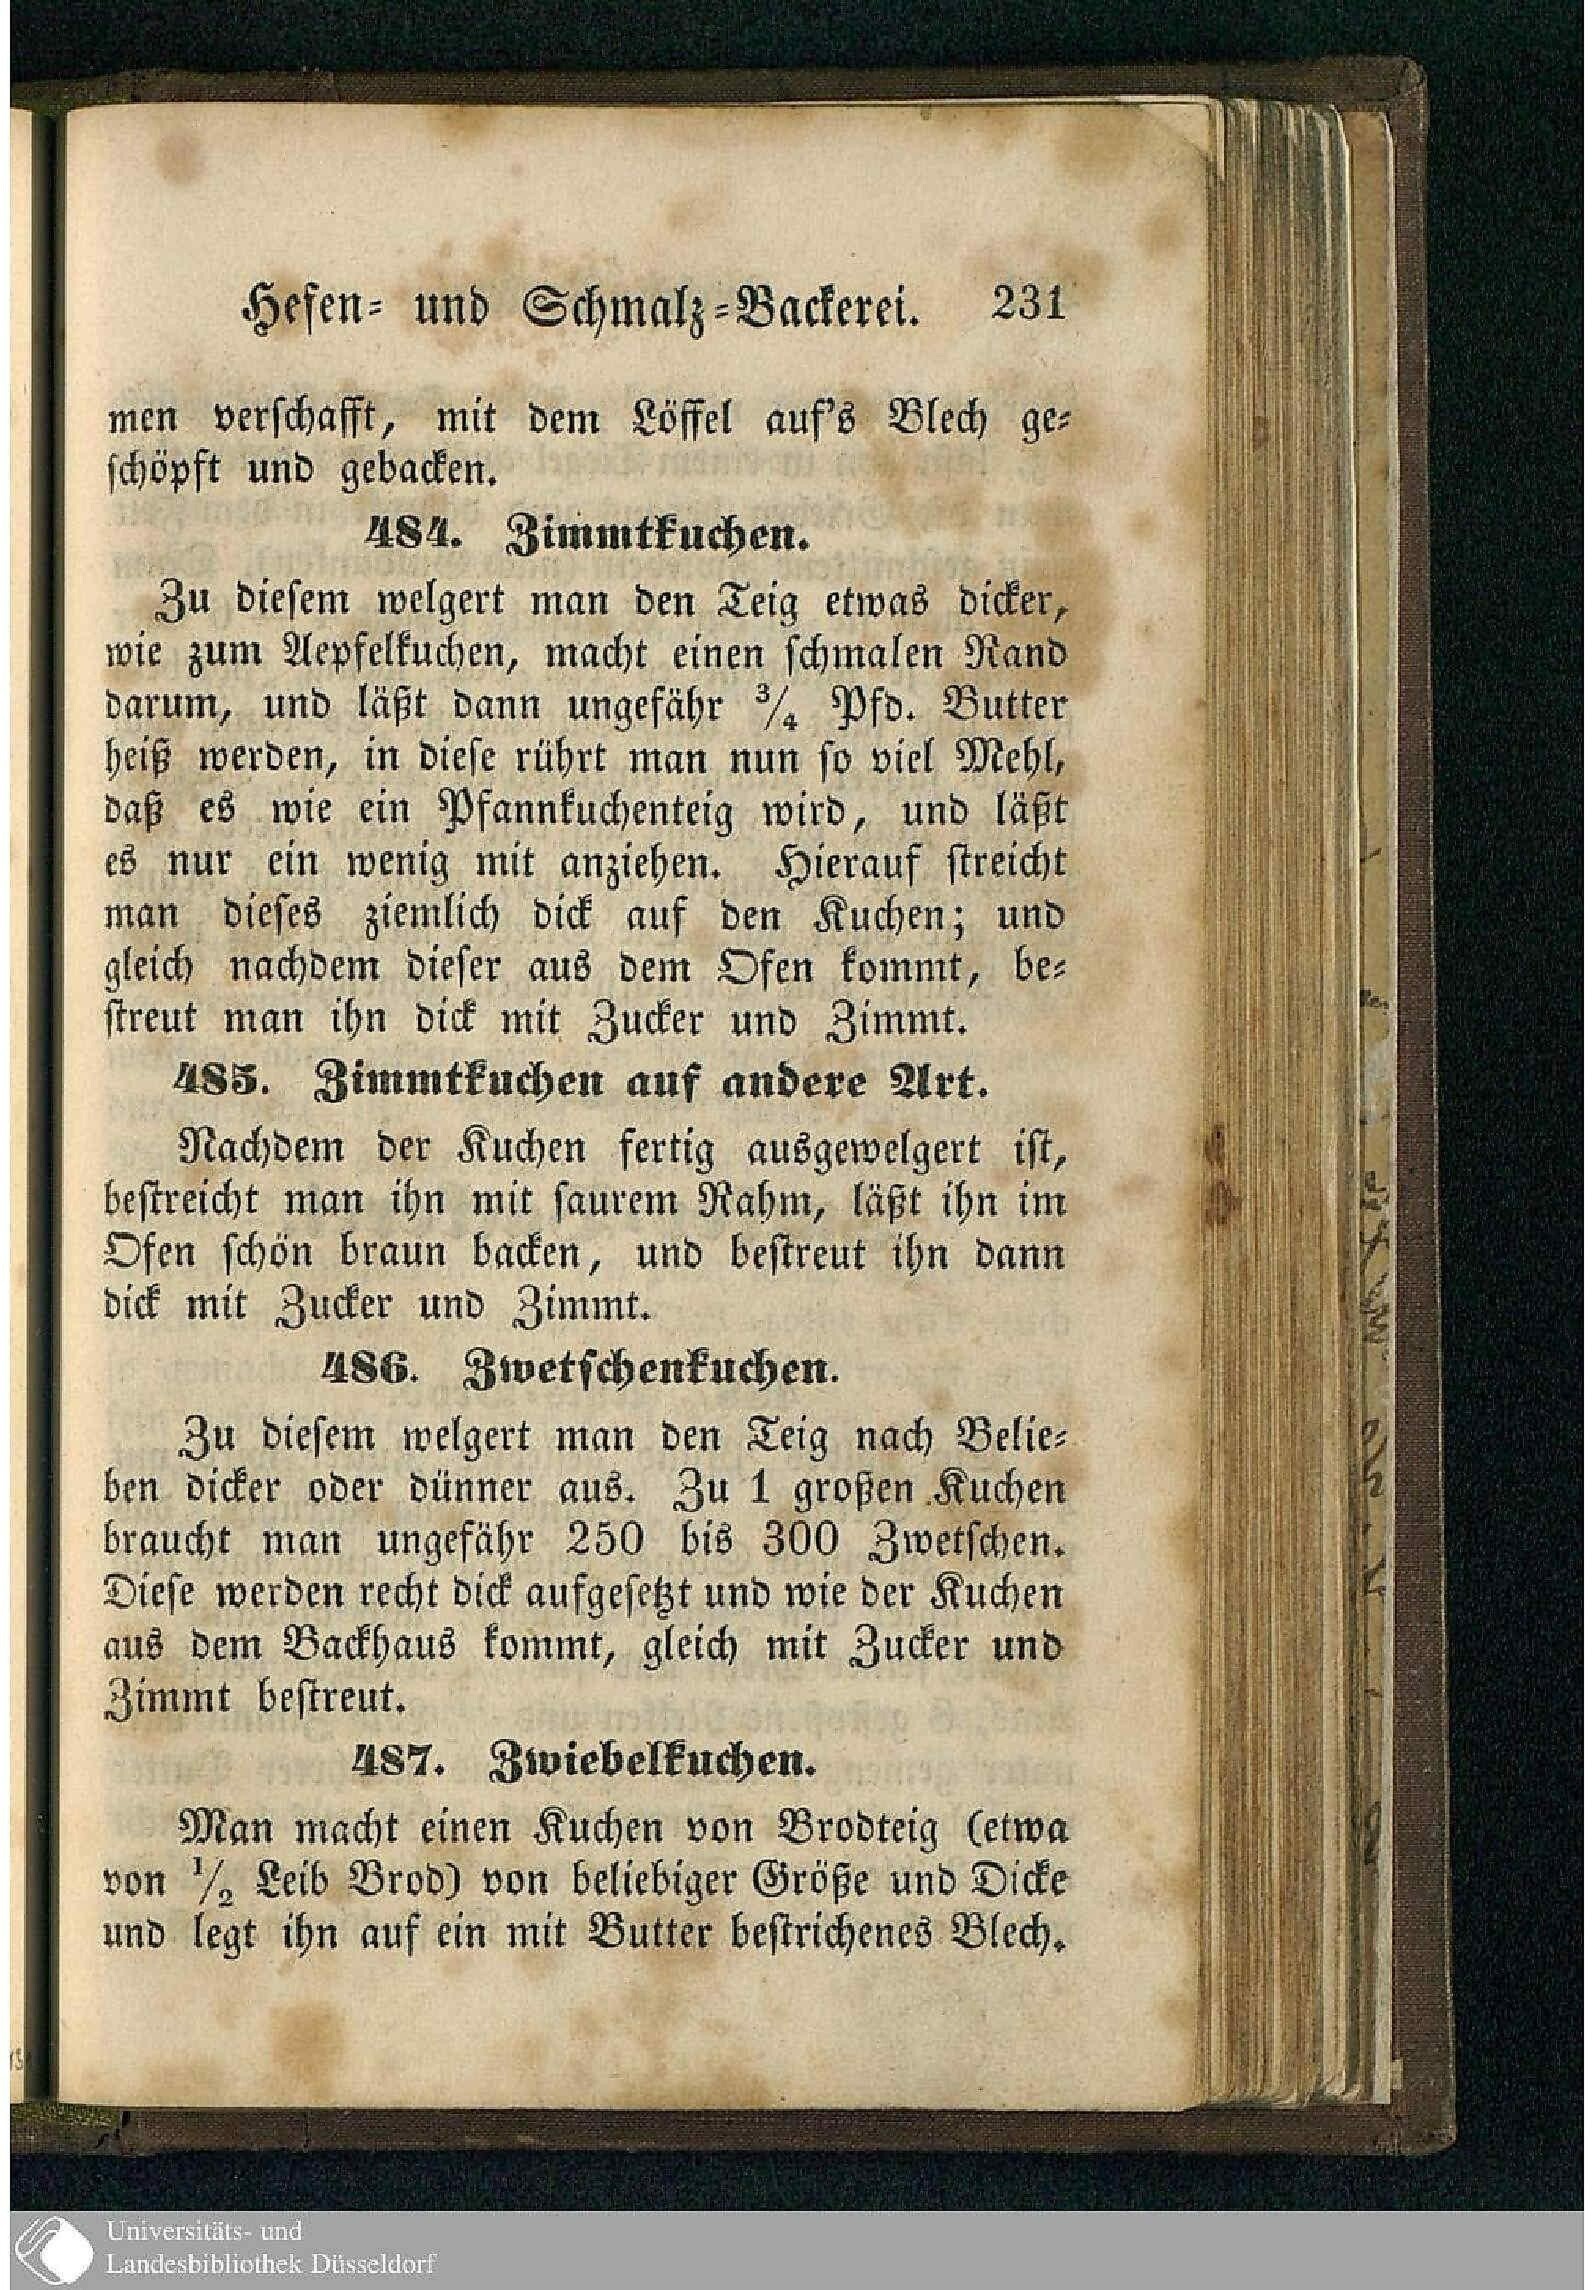 Hefen- und Schmalz-Backerei. 231
men verschafft, mit dem Löffel auf's Blech ge-
schöpft und gebacken.
484. Zimmtkuchen.
Zu diesem welgert man den Teig etwas dicker,
wie zum Aepfelkuchen, macht einen schmalen Rand
darum, und läßt dann ungefähr 3/4 Pfd. Butter
heiß werden, in diese rührt man nun so viel Mehl,
daß es wie ein Pfannkuchenteig wird, und läßt
es nur ein wenig mit anziehen. Hierauf streicht
man dieses ziemlich dick auf den Kuchen; und
gleich nachdem dieser aus dem Ofen kommt, be-
streut man ihn dick mit Zucker und Zimmt.
485. Zimmtkuchen auf andere Art.
Nachdem der Kuchen fertig ausgewelgert ist,
bestreicht man ihn mit saurem Rahm, läßt ihn im
Ofen schön braun backen, und bestreut ihn dann
dick mit Zucker und Zimmt.
486. Zwetschenkuchen.
Zu diesem welgert man den Teig nach Belie-
ben dicker oder dünner aus. Zu 1 großen Kuchen
braucht man ungefähr 250 bis 300 Zwetschen.
Diese werden recht dick aufgesetzt und wie der Kuchen
aus dem Backhaus kommt, gleich mit Zucker und
Zimmt bestreut.
487. Zwiebelkuchen.
Man macht einen Kuchen von Brodteig (etwa
von 1/2 Leib Brod) von beliebiger Größe und Dicke
und legt ihn auf ein mit Butter bestrichenes Blech.
Universitäts- und
Landesbibliothek Düsseldorf